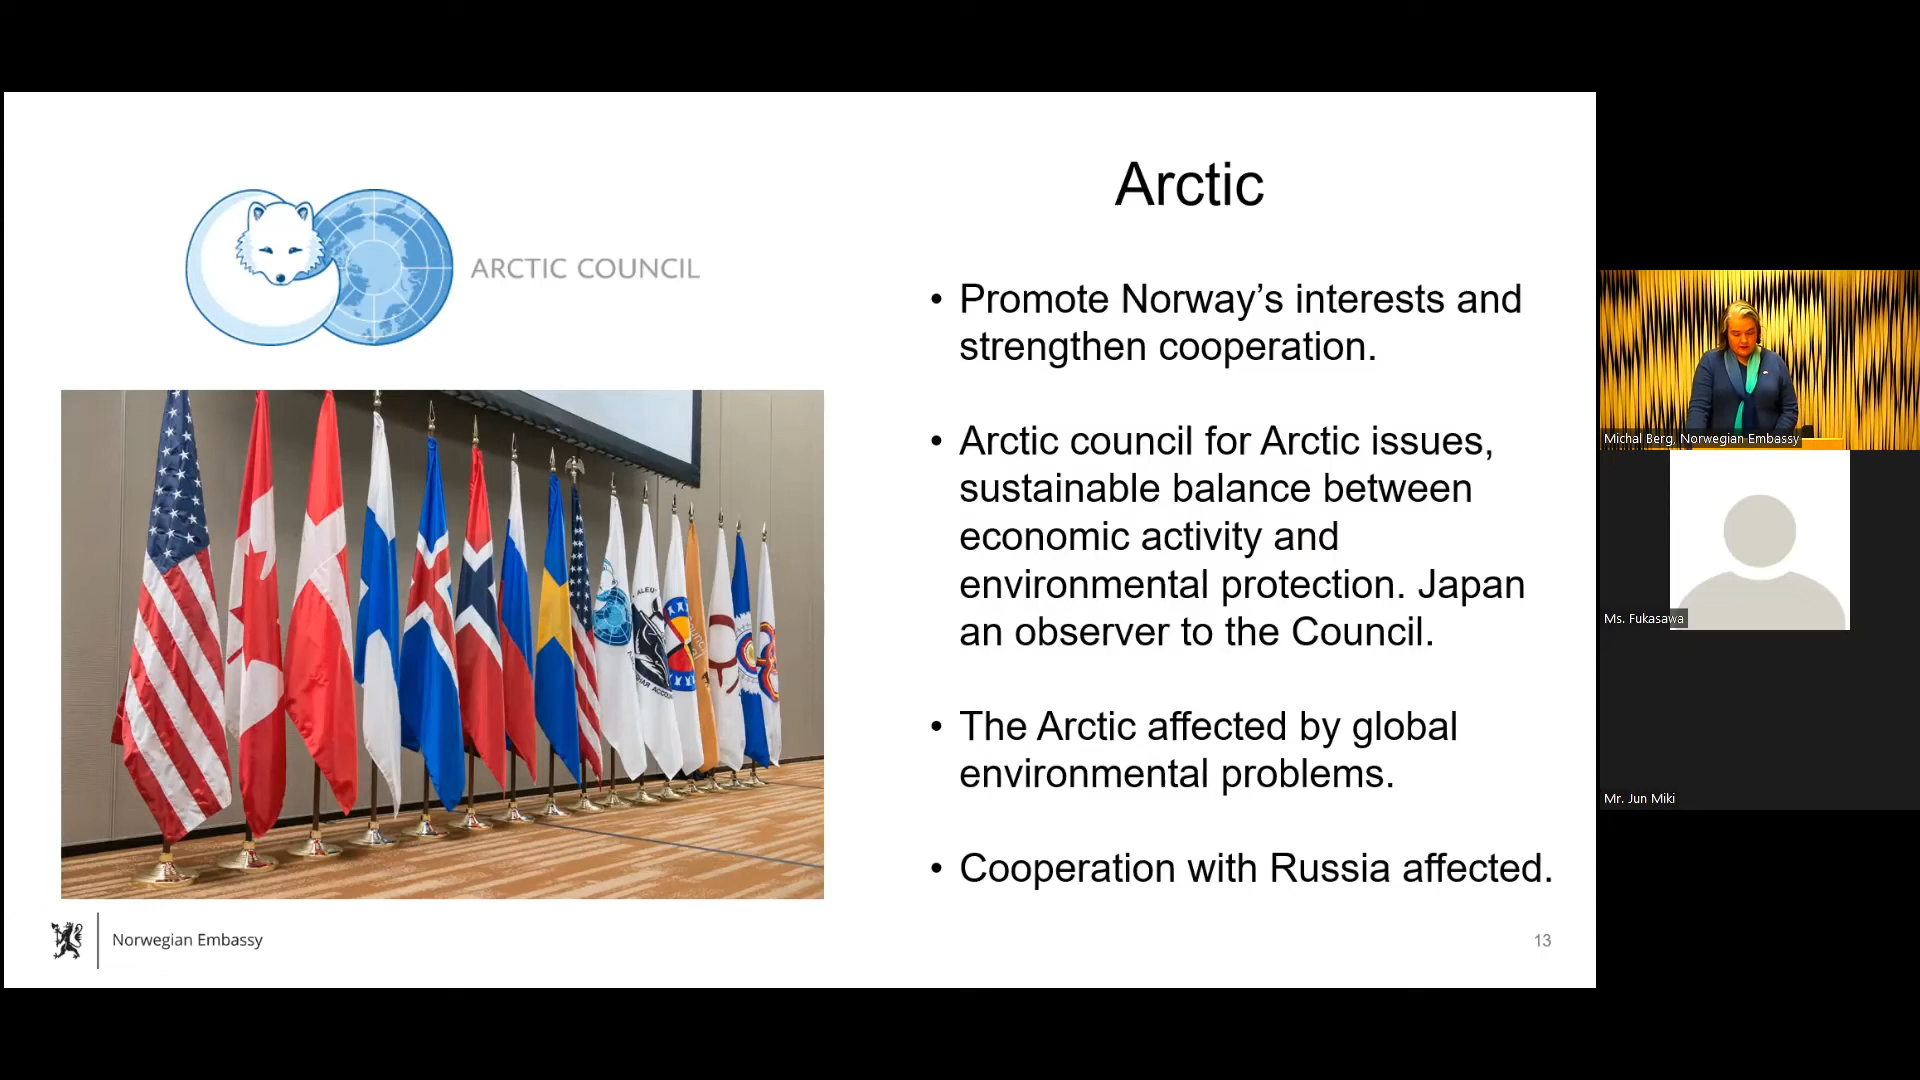 ARCTIC COUNCIL
Arctic
• Promote Norway’s interests and
strengthen cooperation.
• Arctic council for Arctic issues,
sustainable balance between
economic activity and
environmental protection. Japan
an observer to the Council.
• The Arctic affected by global
environmental problems.
• Cooperation with Russia affected.
Norwegian Embassy
13
Michal Berg, Norwegian Embassy
Ms. Fukasawa
Mr. Jun Miki